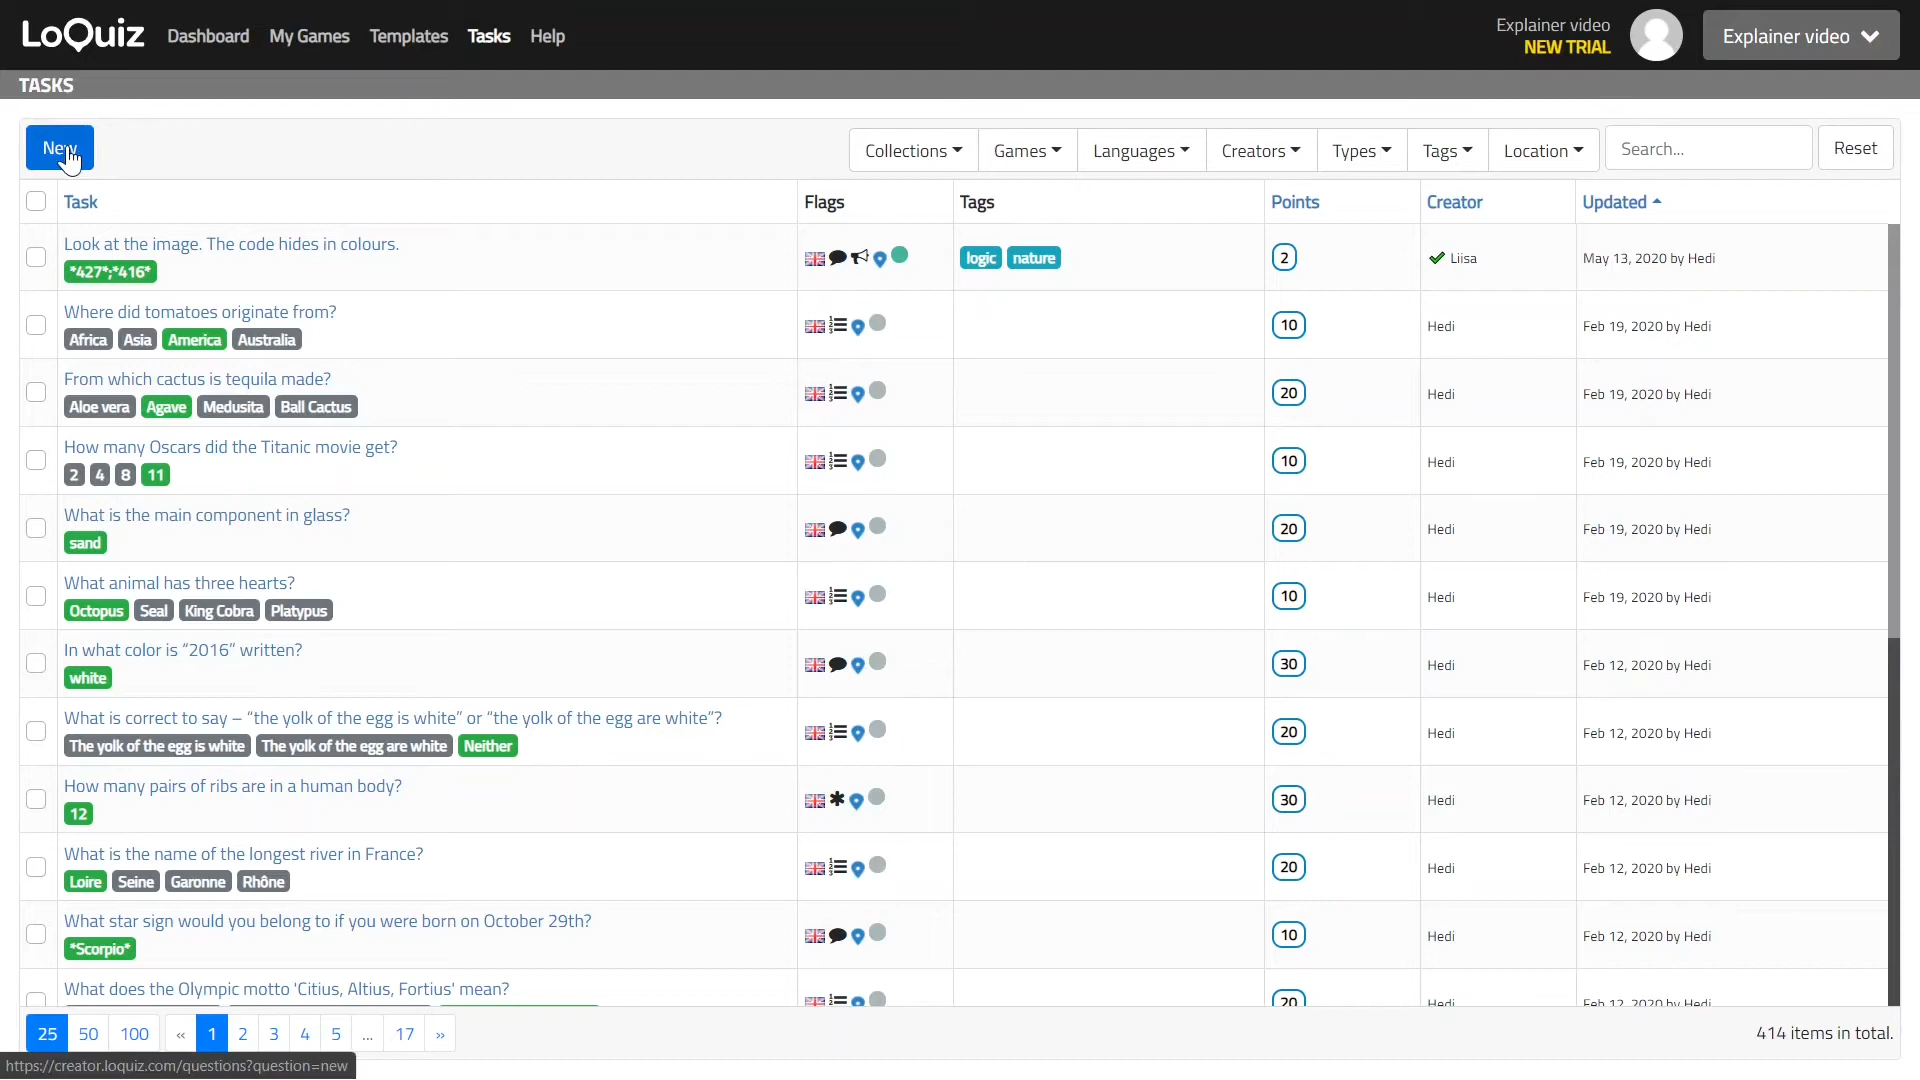 LoQuiz Dashboard My Games Templates Tasks Help Explainer video Explainer video
NEW TRIAL
TASKS
New Collections Games Languages Creators Types Tags Location Search... Reset
Task Flags Tags Points Creator Updated
Look at the image. The code hides in colours.
*427*;*416* logic nature 2 Liisa May 13, 2020 by Hedi
Where did tomatoes originate from?
Africa Asia America Australia 10 Hedi Feb 19, 2020 by Hedi
From which cactus is tequila made?
Aloe vera Agave Medusita Ball Cactus 20 Hedi Feb 19, 2020 by Hedi
How many Oscars did the Titanic movie get?
2 4 8 11 10 Hedi Feb 19, 2020 by Hedi
What is the main component in glass?
sand 20 Hedi Feb 19, 2020 by Hedi
What animal has three hearts?
Octopus Seal King Cobra Platypus 10 Hedi Feb 19, 2020 by Hedi
In what color is “2016” written?
white 30 Hedi Feb 12, 2020 by Hedi
What is correct to say – “the yolk of the egg is white” or “the yolk of the egg are white”?
The yolk of the egg is white The yolk of the egg are white Neither 20 Hedi Feb 12, 2020 by Hedi
How many pairs of ribs are in a human body?
12 30 Hedi Feb 12, 2020 by Hedi
What is the name of the longest river in France?
Loire Seine Garonne Rhône 20 Hedi Feb 12, 2020 by Hedi
What star sign would you belong to if you were born on October 29th?
*Scorpio* 10 Hedi Feb 12, 2020 by Hedi
What does the Olympic motto 'Citius, Altius, Fortius' mean?
20 Hedi Feb 12, 2020 by Hedi
25 50 100 « 1 2 3 4 5 ... 17 » 414 items in total.
https://creator.loquiz.com/questions?question=new